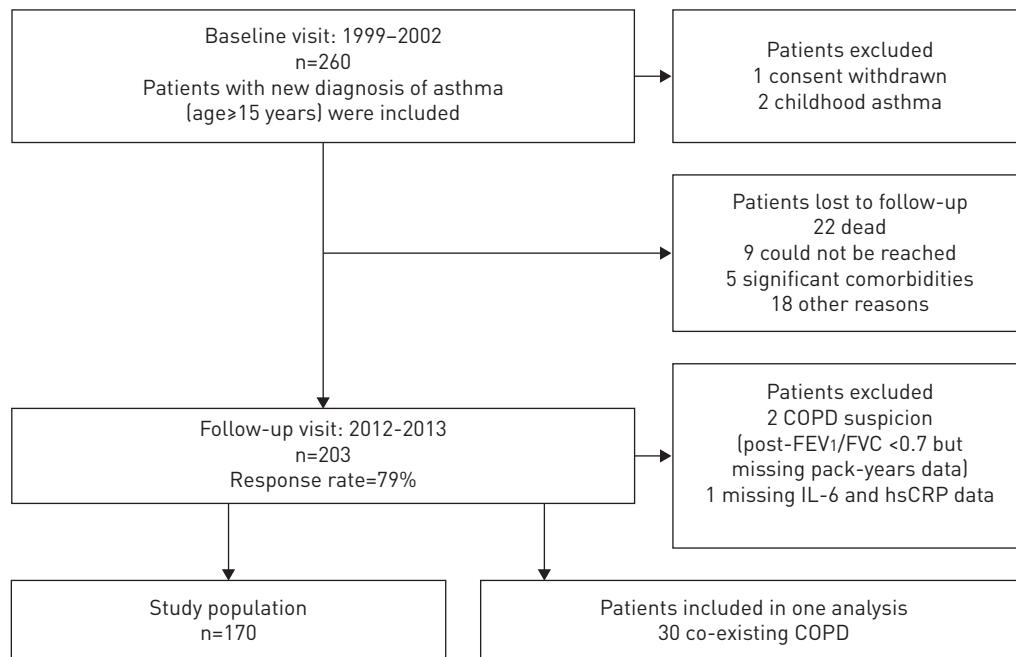 Baseline visit: 1999–2002
n=260
Patients with new diagnosis of asthma
(age⩾15 years) were included
Patients excluded
1 consent withdrawn
2 childhood asthma
Patients lost to follow-up
22 dead
9 could not be reached
5 significant comorbidities
18 other reasons
Follow-up visit: 2012-2013
n=203
Response rate=79%
Patients excluded
2 COPD suspicion
(post-FEV1/FVC <0.7 but
missing pack-years data)
1 missing IL-6 and hsCRP data
Study population
n=170
Patients included in one analysis
30 co-existing COPD